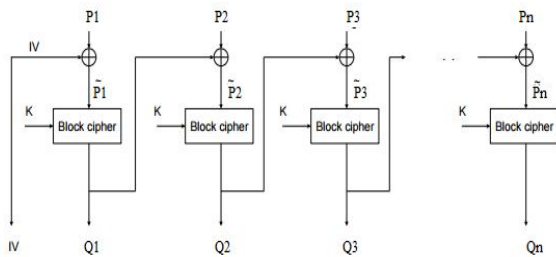 P1 P2 P3 Pn
IV
P̃1 P̃2 P̃3 P̃n
K K K K
Block cipher Block cipher Block cipher Block cipher
IV Q1 Q2 Q3 Qn